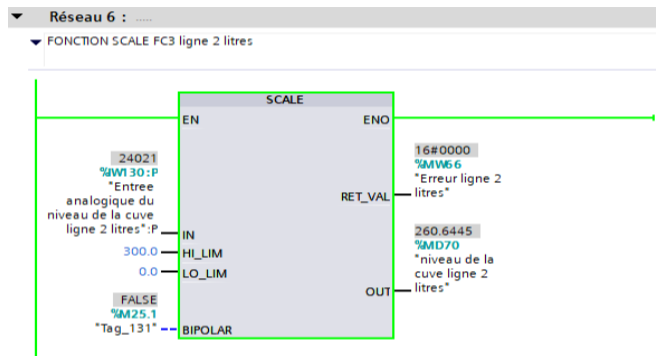 Réseau 6 : .....
FONCTION SCALE FC3 ligne 2 litres
SCALE
EN
ENO
24021
%IW130:P
"Entree
analogique du
niveau de la cuve
ligne 2 litres":P
IN
300.0
HI_LIM
0.0
LO_LIM
FALSE
%M25.1
"Tag_131"
BIPOLAR
16#0000
%MW66
"Erreur ligne 2
litres"
RET_VAL
260.6445
%MD70
"niveau de la
cuve ligne 2
litres"
OUT